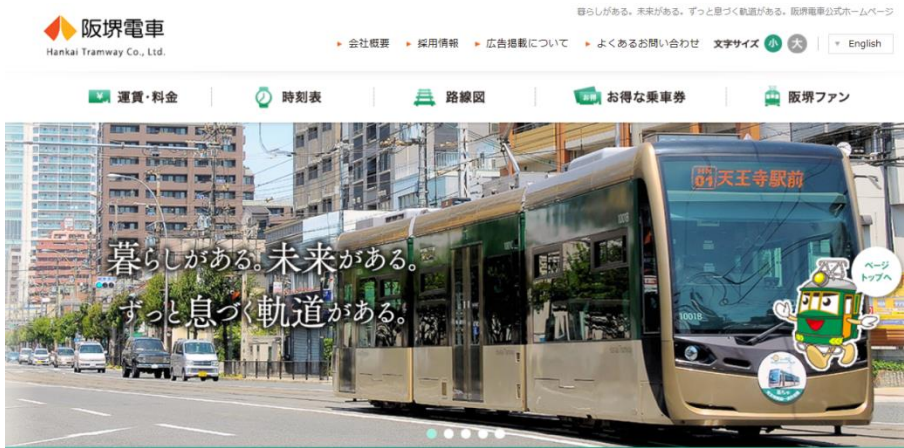 暮らしがある。未来がある。ずっと息づく軌道がある。阪堺電車公式ホームページ
阪堺電車
Hankai Tramway Co., Ltd.
会社概要 採用情報 広告掲載について よくあるお問い合わせ 文字サイズ 小 大 English
運賃・料金 時刻表 路線図 お得 お得な乗車券 阪堺ファン
HN
01 天王寺駅前
暮らしがある。未来がある。
ずっと息づく軌道がある。
ページ
トップへ
1001B